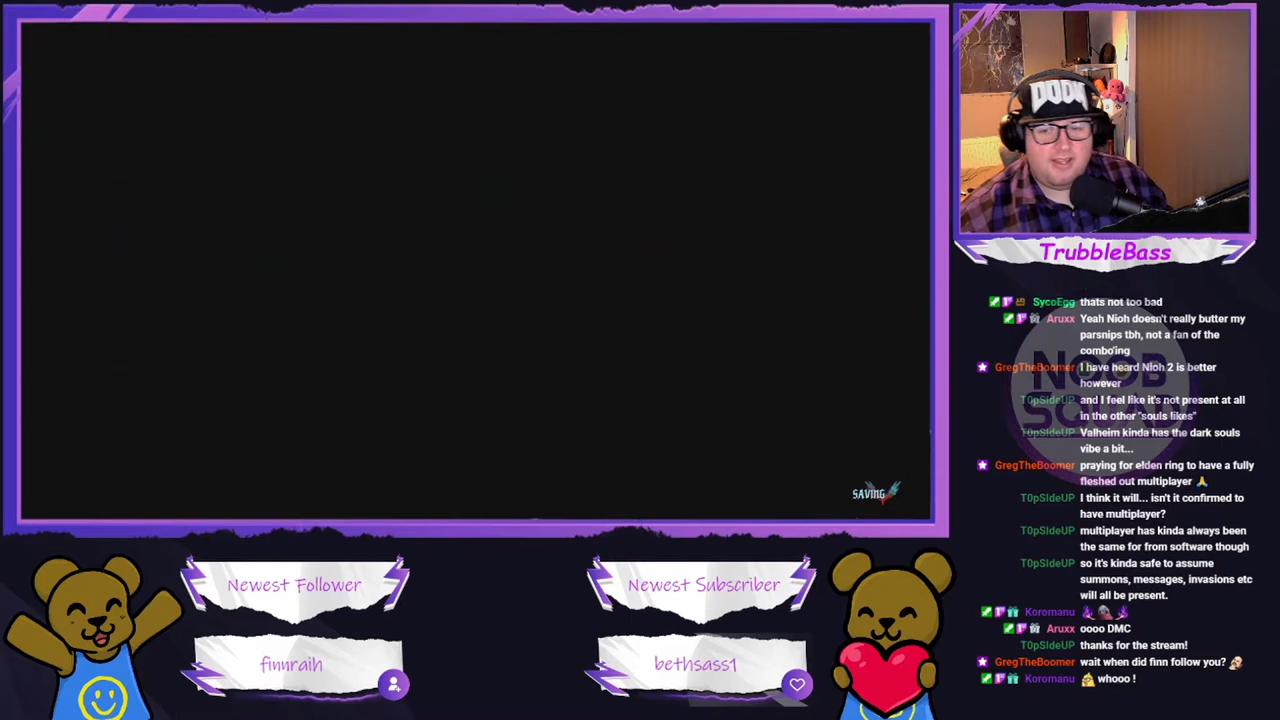 DOOM
TrubbleBass
SycoEgg thats not too bad
Aruxx Yeah Nioh doesn't really butter my
parsnips tbh, not a fan of the
combo'ing
GregTheBoomer I have heard NIoh 2 is better
however
T0pSIdeUP and I feel like it's not present at all
in the other "souls likes"
T0pSIdeUP Valheim kinda has the dark souls
vibe a bit...
GregTheBoomer praying for elden ring to have a fully
fleshed out multiplayer 🙏
T0pSIdeUP I think it will... isn't it confirmed to
have multiplayer?
T0pSIdeUP multiplayer has kinda always been
the same for from software though
T0pSIdeUP so it's kinda safe to assume
summons, messages, invasions etc
will all be present.
Koromanu
Aruxx oooo DMC
T0pSIdeUP thanks for the stream!
GregTheBoomer wait when did finn follow you?
Koromanu whooo !
NOOB
SQUAD
SAVING
Newest Follower
finnraih
Newest Subscriber
bethsass1